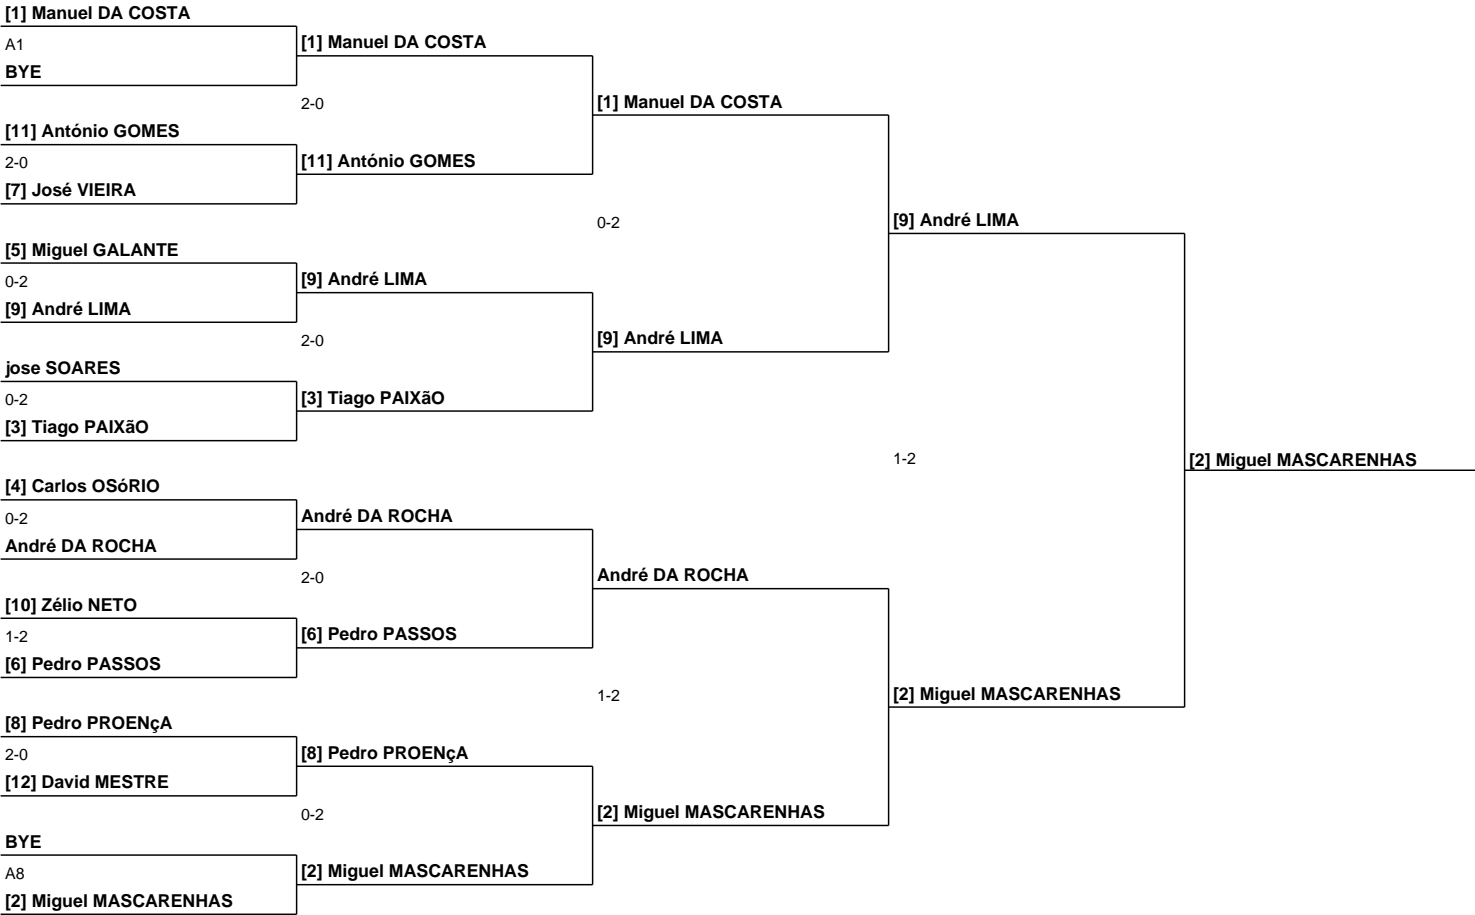 [1] Manuel DA COSTA
A1
[1] Manuel DA COSTA
BYE
2-0
[1] Manuel DA COSTA
[11] António GOMES
2-0
[11] António GOMES
[7] José VIEIRA
0-2
[9] André LIMA
[5] Miguel GALANTE
0-2
[9] André LIMA
[9] André LIMA
2-0
[9] André LIMA
jose SOARES
0-2
[3] Tiago PAIXãO
[3] Tiago PAIXãO
1-2
[2] Miguel MASCARENHAS
[4] Carlos OSóRIO
0-2
André DA ROCHA
André DA ROCHA
2-0
André DA ROCHA
[10] Zélio NETO
1-2
[6] Pedro PASSOS
[6] Pedro PASSOS
1-2
[2] Miguel MASCARENHAS
[8] Pedro PROENçA
2-0
[8] Pedro PROENçA
[12] David MESTRE
0-2
[2] Miguel MASCARENHAS
BYE
A8
[2] Miguel MASCARENHAS
[2] Miguel MASCARENHAS